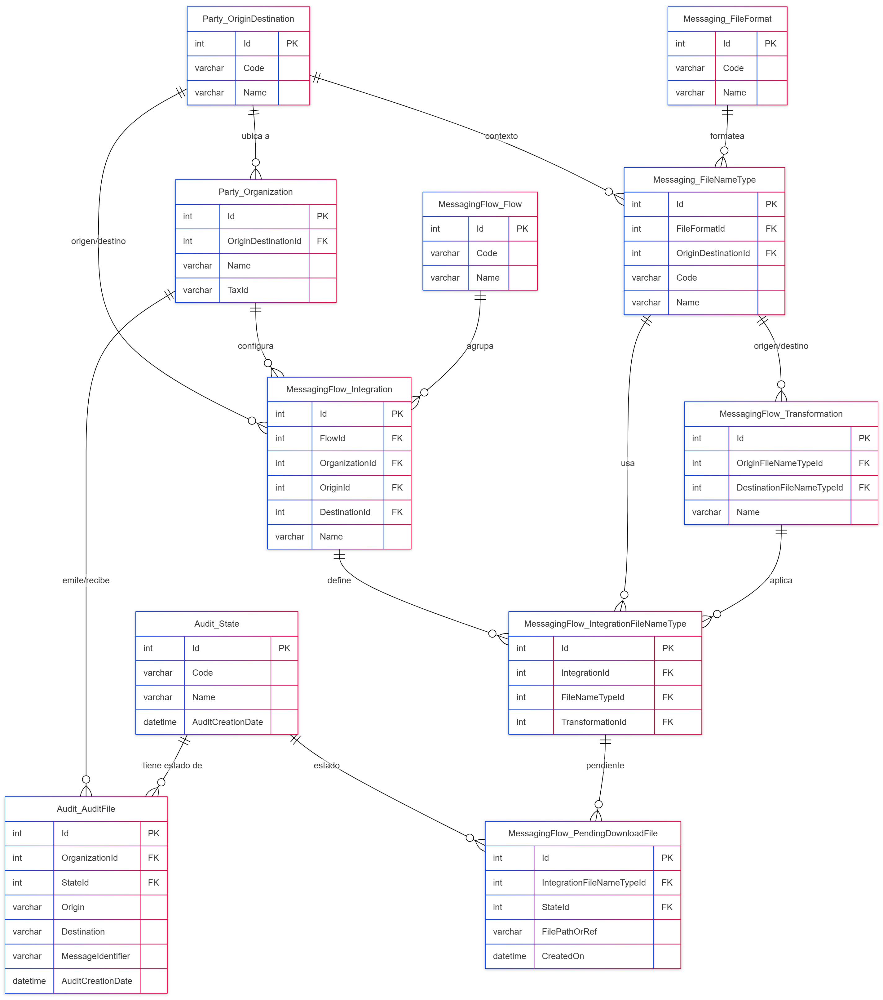 Party_OriginDestination
int Id PK
varchar Code
varchar Name
Messaging_FileFormat
int Id PK
varchar Code
varchar Name
ubica a
contexto
formatea
Party_Organization
int Id PK
int OriginDestinationId FK
varchar Name
varchar TaxId
MessagingFlow_Flow
int Id PK
varchar Code
varchar Name
Messaging_FileNameType
int Id PK
int FileFormatId FK
int OriginDestinationId FK
varchar Code
varchar Name
origen/destino
configura
agrupa
origen/destino
MessagingFlow_Integration
int Id PK
int FlowId FK
int OrganizationId FK
int OriginId FK
int DestinationId FK
varchar Name
MessagingFlow_Transformation
int Id PK
int OriginFileNameTypeId FK
int DestinationFileNameTypeId FK
varchar Name
usa
emite/recibe
define
aplica
Audit_State
int Id PK
varchar Code
varchar Name
datetime AuditCreationDate
MessagingFlow_IntegrationFileNameType
int Id PK
int IntegrationId FK
int FileNameTypeId FK
int TransformationId FK
tiene estado de
estado
pendiente
Audit_AuditFile
int Id PK
int OrganizationId FK
int StateId FK
varchar Origin
varchar Destination
varchar MessageIdentifier
datetime AuditCreationDate
MessagingFlow_PendingDownloadFile
int Id PK
int IntegrationFileNameTypeId FK
int StateId FK
varchar FilePathOrRef
datetime CreatedOn